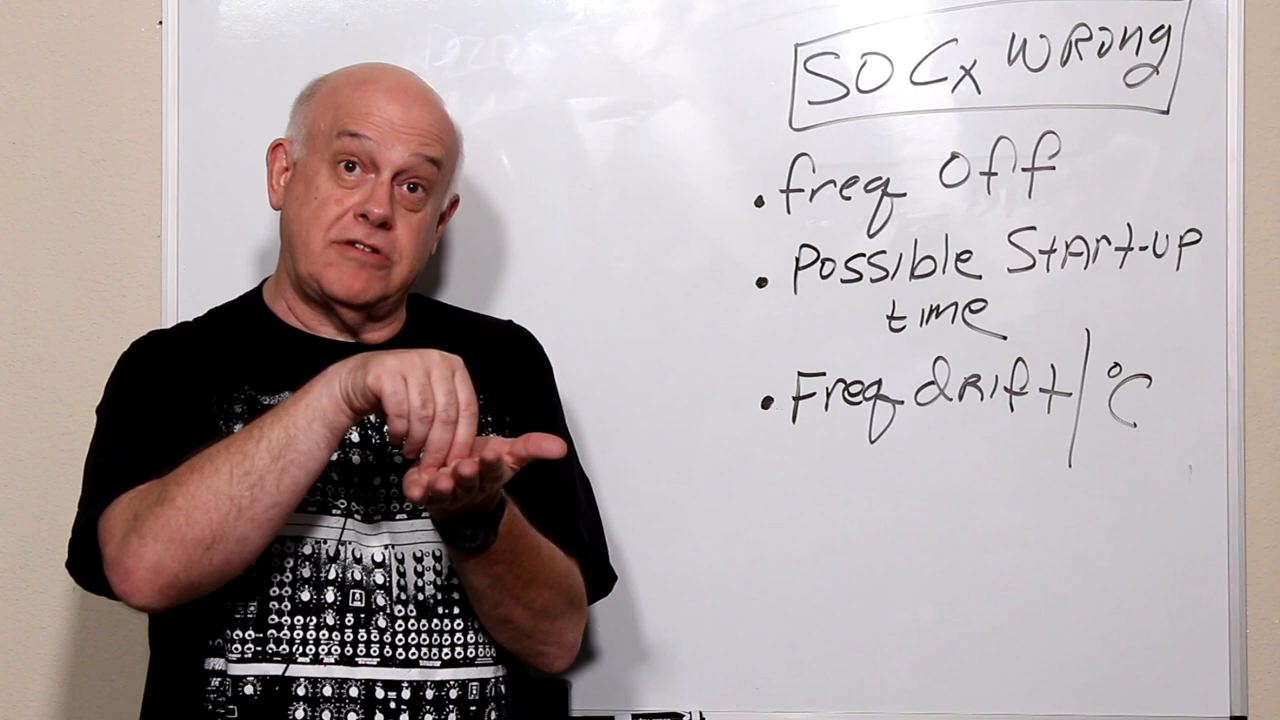 SOCx WRong
• freq off
• Possible Start-up
time
• Freq drift/°C